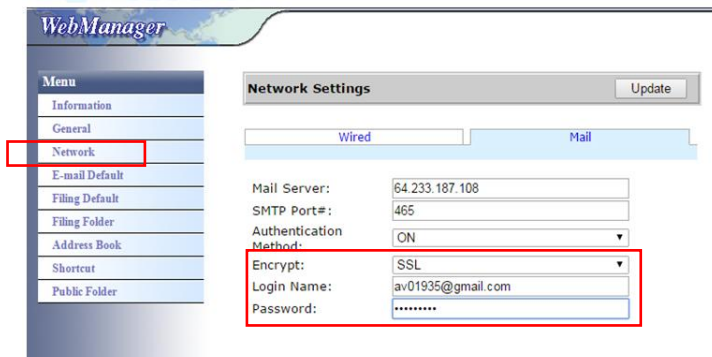 WebManager
Menu
Information
General
Network
E-mail Default
Filing Default
Filing Folder
Address Book
Shortcut
Public Folder
Network Settings
Update
Wired
Mail
Mail Server: 64.233.187.108
SMTP Port#: 465
Authentication
Method: ON
Encrypt: SSL
Login Name: av01935@gmail.com
Password: •••••••••